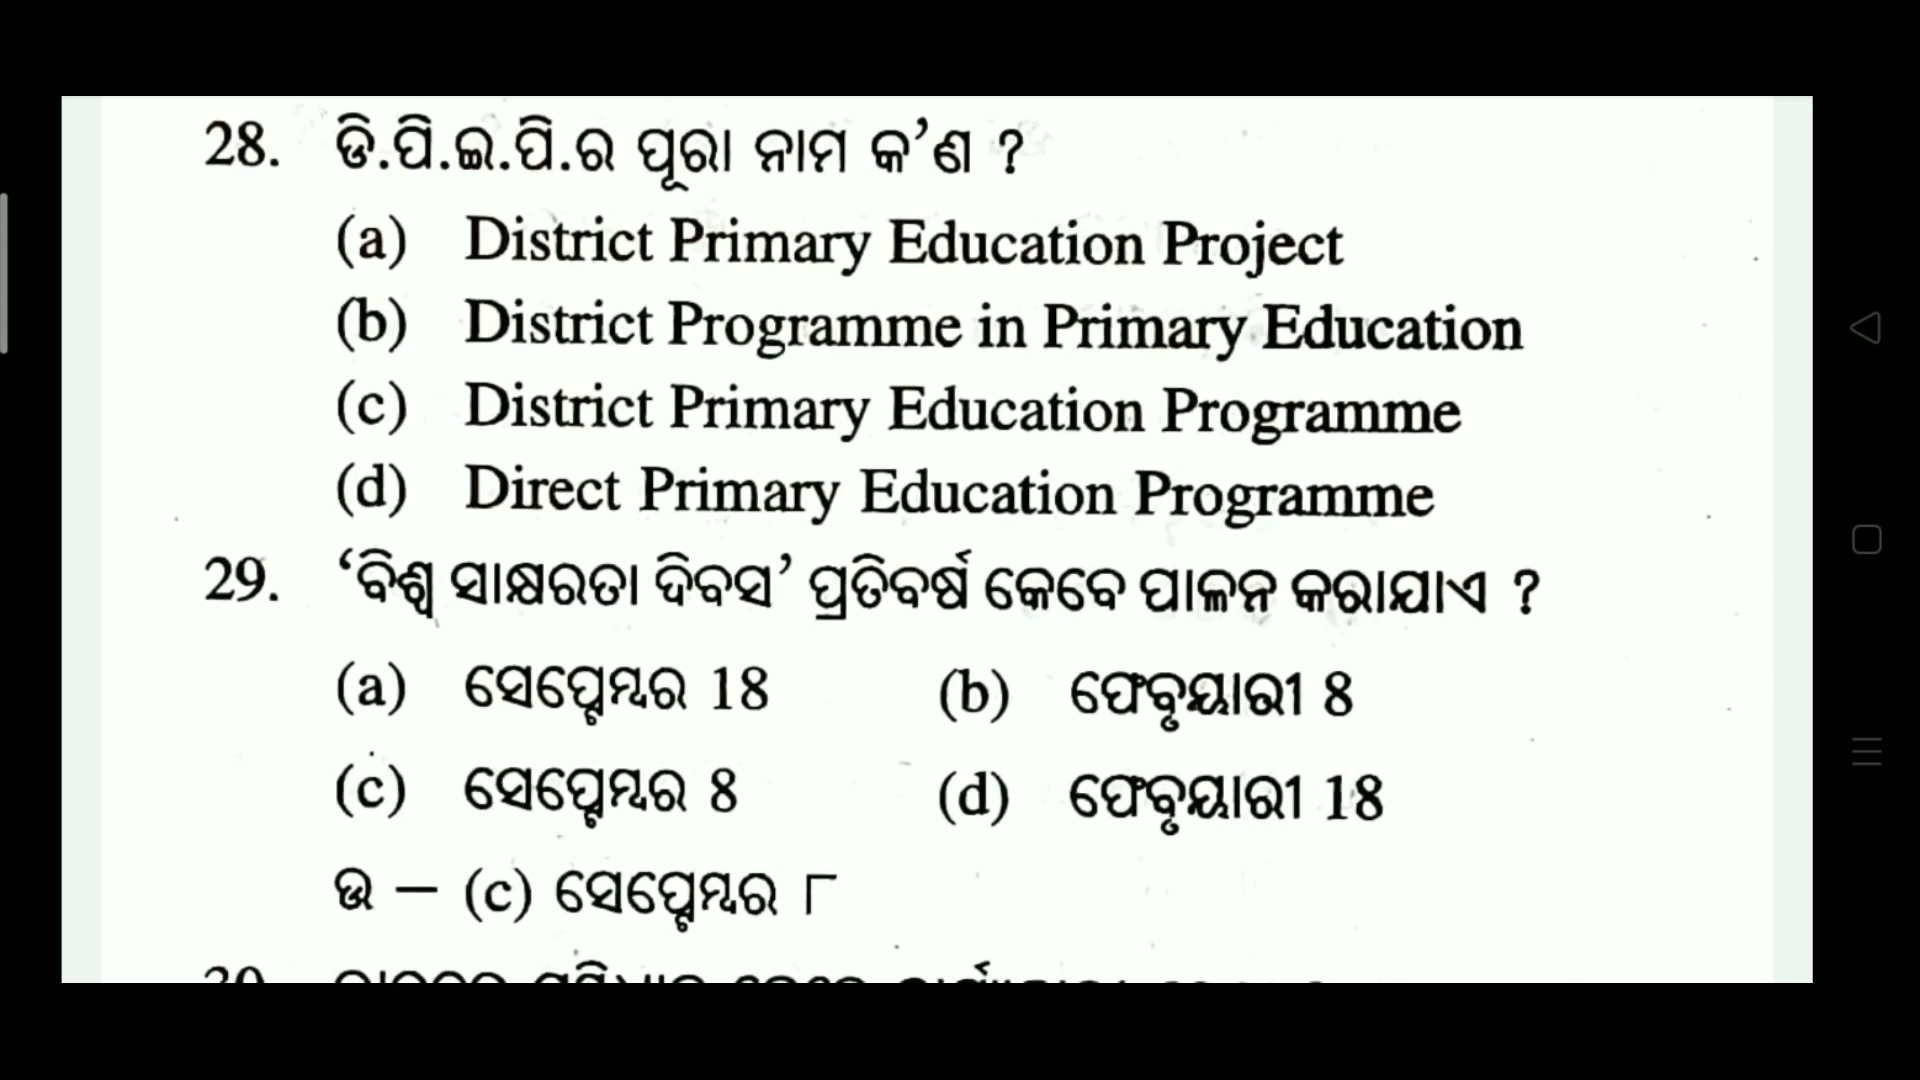 28. ଡି.ପି.ଇ.ପି.ର ପୂରା ନାମ କ’ଣ ?
(a) District Primary Education Project
(b) District Programme in Primary Education
(c) District Primary Education Programme
(d) Direct Primary Education Programme
29. ‘ବିଶ୍ୱ ସାକ୍ଷରତା ଦିବସ’ ପ୍ରତିବର୍ଷ କେବେ ପାଳନ କରାଯାଏ ?
(a) ସେପ୍ଟେମ୍ବର 18 (b) ଫେବୃୟାରୀ 8
(c) ସେପ୍ଟେମ୍ବର 8 (d) ଫେବୃୟାରୀ 18
ଉ – (c) ସେପ୍ଟେମ୍ବର ୮